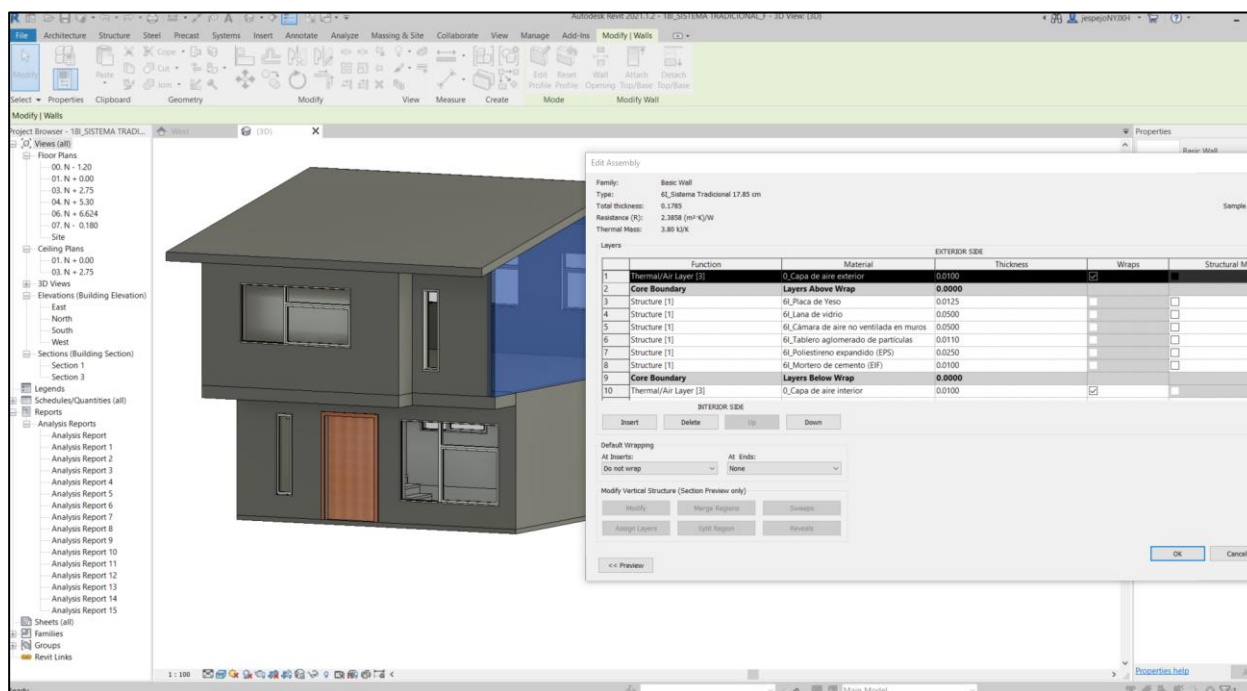 Autodesk Revit 2021.1.2 - 18I_SISTEMA TRADICIONAL_F - 3D View: {3D}
jespejoNYJXH
File Architecture Structure Steel Precast Systems Insert Annotate Analyze Massing & Site Collaborate View Manage Add-Ins Modify | Walls
Modify Paste Cope Cut Join Edit Profile Reset Profile Wall Opening Attach Top/Base Detach Top/Base
Select Properties Clipboard Geometry Modify View Measure Create Mode Modify Wall
Modify | Walls
Project Browser - 18I_SISTEMA TRADI...
West
{3D}
Properties
Views (all)
Floor Plans
00. N - 1.20
01. N + 0.00
03. N + 2.75
04. N + 5.30
06. N + 6.624
07. N - 0.180
Site
Ceiling Plans
01. N + 0.00
03. N + 2.75
3D Views
Elevations (Building Elevation)
East
North
South
West
Sections (Building Section)
Section 1
Section 3
Legends
Schedules/Quantities (all)
Reports
Analysis Reports
Analysis Report
Analysis Report 1
Analysis Report 2
Analysis Report 3
Analysis Report 4
Analysis Report 5
Analysis Report 6
Analysis Report 7
Analysis Report 8
Analysis Report 9
Analysis Report 10
Analysis Report 11
Analysis Report 12
Analysis Report 13
Analysis Report 14
Analysis Report 15
Sheets (all)
Families
Groups
Revit Links
Basic Wall
Edit Assembly
Family: Basic Wall
Type: 6I_Sistema Tradicional 17.85 cm
Total thickness: 0.1785
Sample
Resistance (R): 2.3858 (m²·K)/W
Thermal Mass: 3.80 kJ/K
Layers
EXTERIOR SIDE
Function Material Thickness Wraps Structural M
1 Thermal/Air Layer [3] 0_Capa de aire exterior 0.0100
2 Core Boundary Layers Above Wrap 0.0000
3 Structure [1] 6I_Placa de Yeso 0.0125
4 Structure [1] 6I_Lana de vidrio 0.0500
5 Structure [1] 6I_Cámara de aire no ventilada en muros 0.0500
6 Structure [1] 6I_Tablero aglomerado de partículas 0.0110
7 Structure [1] 6I_Poliestireno expandido (EPS) 0.0250
8 Structure [1] 6I_Mortero de cemento (EIF) 0.0100
9 Core Boundary Layers Below Wrap 0.0000
10 Thermal/Air Layer [3] 0_Capa de aire interior 0.0100
INTERIOR SIDE
Insert Delete Up Down
Default Wrapping
At Inserts: At Ends:
Do not wrap None
Modify Vertical Structure (Section Preview only)
Modify Merge Regions Sweeps
Assign Layers Split Region Reveals
OK Cancel
<< Preview
1 : 100
Properties help
Ready
Main Model